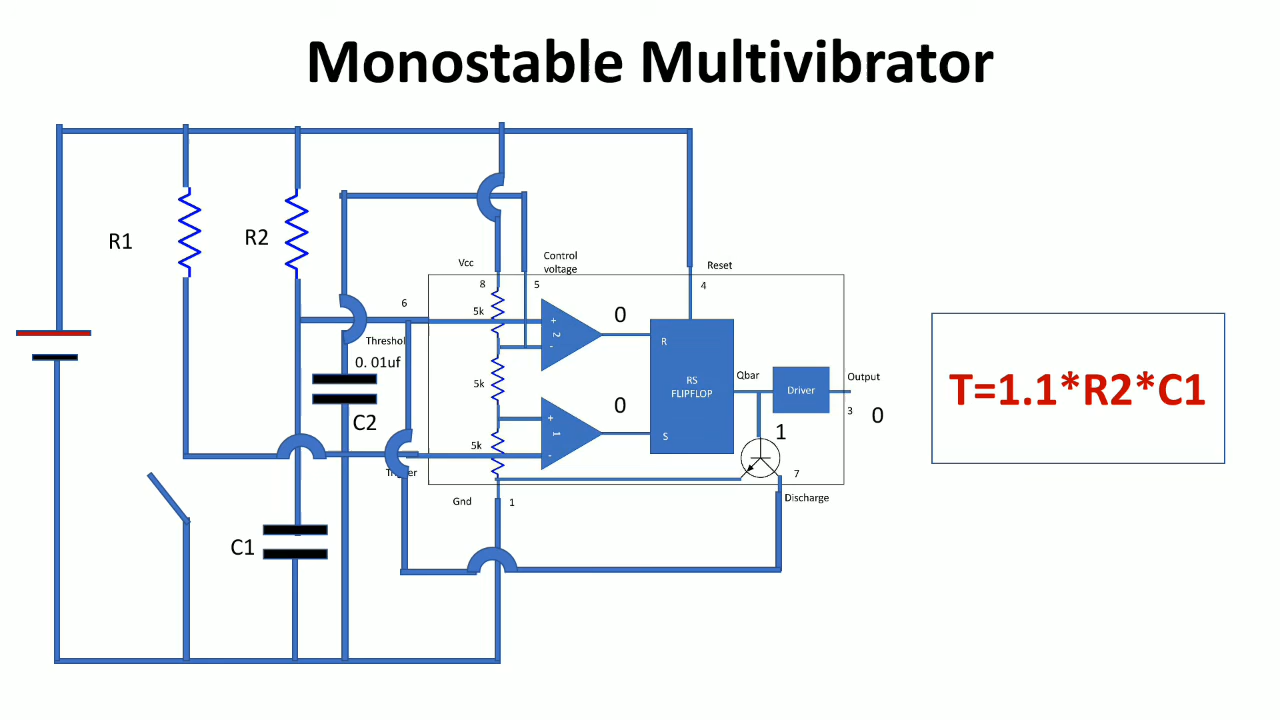 Monostable Multivibrator
R1
R2
Vcc
Control
voltage
Reset
8
5
4
6
5k
+
2
-
0
R
Threshol
0. 01uf
C2
5k
RS
FLIPFLOP
Qbar
Driver
Output
3
0
T=1.1*R2*C1
0
+
1
-
S
1
5k
7
Discharge
Gnd
1
C1